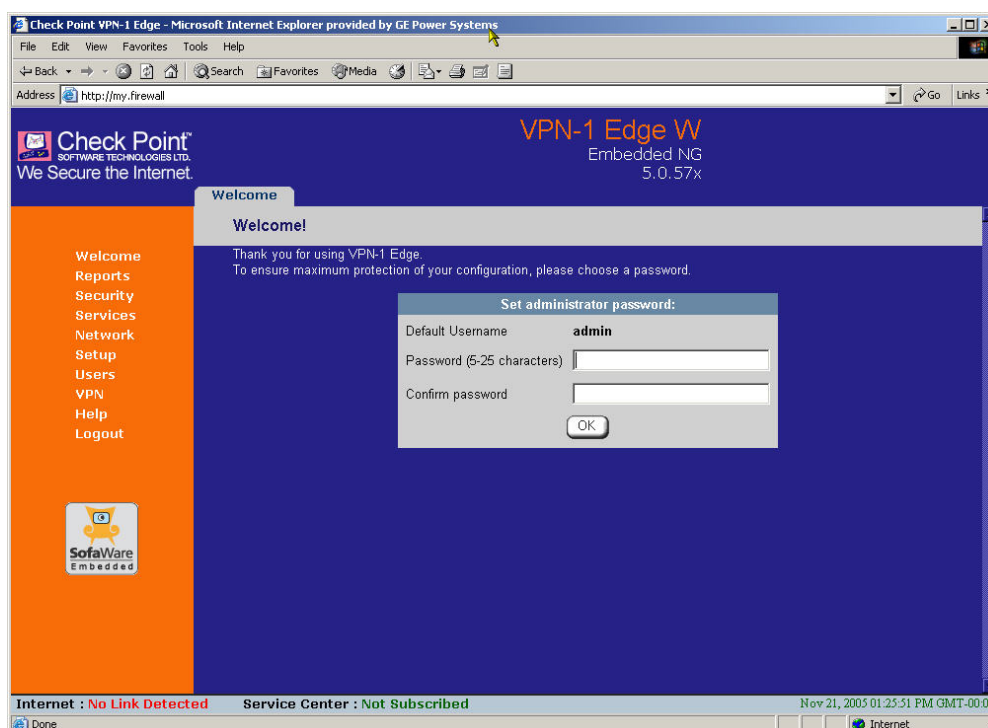 Check Point VPN-1 Edge - Microsoft Internet Explorer provided by GE Power Systems
File Edit View Favorites Tools Help
Back Search Favorites Media
Address http://my.firewall Go Links
Check Point™
SOFTWARE TECHNOLOGIES LTD.
We Secure the Internet.
VPN-1 Edge W
Embedded NG
5.0.57x
Welcome
Welcome!
Welcome
Reports
Security
Services
Network
Setup
Users
VPN
Help
Logout
Thank you for using VPN-1 Edge.
To ensure maximum protection of your configuration, please choose a password.
Set administrator password:
Default Username admin
Password (5-25 characters)
Confirm password
OK
SofaWare
Embedded
Internet : No Link Detected Service Center : Not Subscribed Nov 21, 2005 01:25:51 PM GMT-00:0
Done Internet